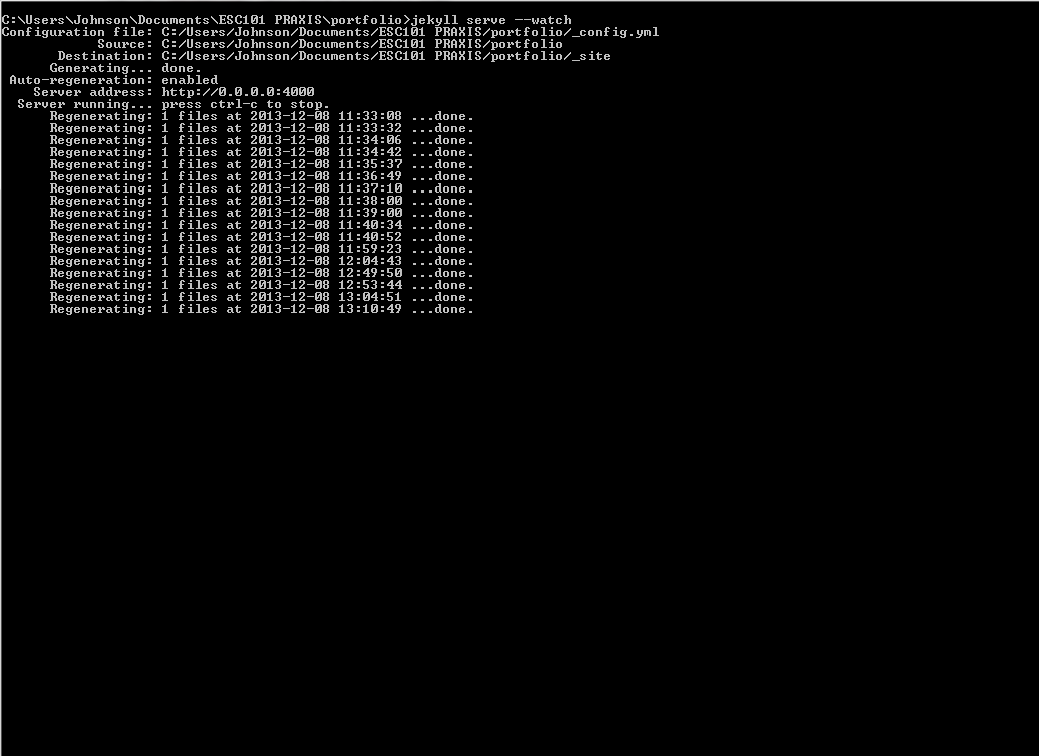 C:\Users\Johnson\Documents\ESC101 PRAXIS\portfolio>jekyll serve --watch
Configuration file: C:/Users/Johnson/Documents/ESC101 PRAXIS/portfolio/_config.yml
Source: C:/Users/Johnson/Documents/ESC101 PRAXIS/portfolio
Destination: C:/Users/Johnson/Documents/ESC101 PRAXIS/portfolio/_site
Generating... done.
Auto-regeneration: enabled
Server address: http://0.0.0.0:4000
Server running... press ctrl-c to stop.
Regenerating: 1 files at 2013-12-08 11:33:08 ...done.
Regenerating: 1 files at 2013-12-08 11:33:32 ...done.
Regenerating: 1 files at 2013-12-08 11:34:06 ...done.
Regenerating: 1 files at 2013-12-08 11:34:42 ...done.
Regenerating: 1 files at 2013-12-08 11:35:37 ...done.
Regenerating: 1 files at 2013-12-08 11:36:49 ...done.
Regenerating: 1 files at 2013-12-08 11:37:10 ...done.
Regenerating: 1 files at 2013-12-08 11:38:00 ...done.
Regenerating: 1 files at 2013-12-08 11:39:00 ...done.
Regenerating: 1 files at 2013-12-08 11:40:34 ...done.
Regenerating: 1 files at 2013-12-08 11:40:52 ...done.
Regenerating: 1 files at 2013-12-08 11:59:23 ...done.
Regenerating: 1 files at 2013-12-08 12:04:43 ...done.
Regenerating: 1 files at 2013-12-08 12:49:50 ...done.
Regenerating: 1 files at 2013-12-08 12:53:44 ...done.
Regenerating: 1 files at 2013-12-08 13:04:51 ...done.
Regenerating: 1 files at 2013-12-08 13:10:49 ...done.